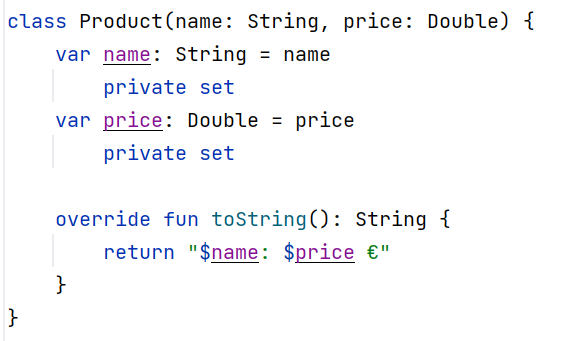 class Product(name: String, price: Double) {
    var name: String = name
        private set
    var price: Double = price
        private set

    override fun toString(): String {
        return "$name: $price €"
    }
}